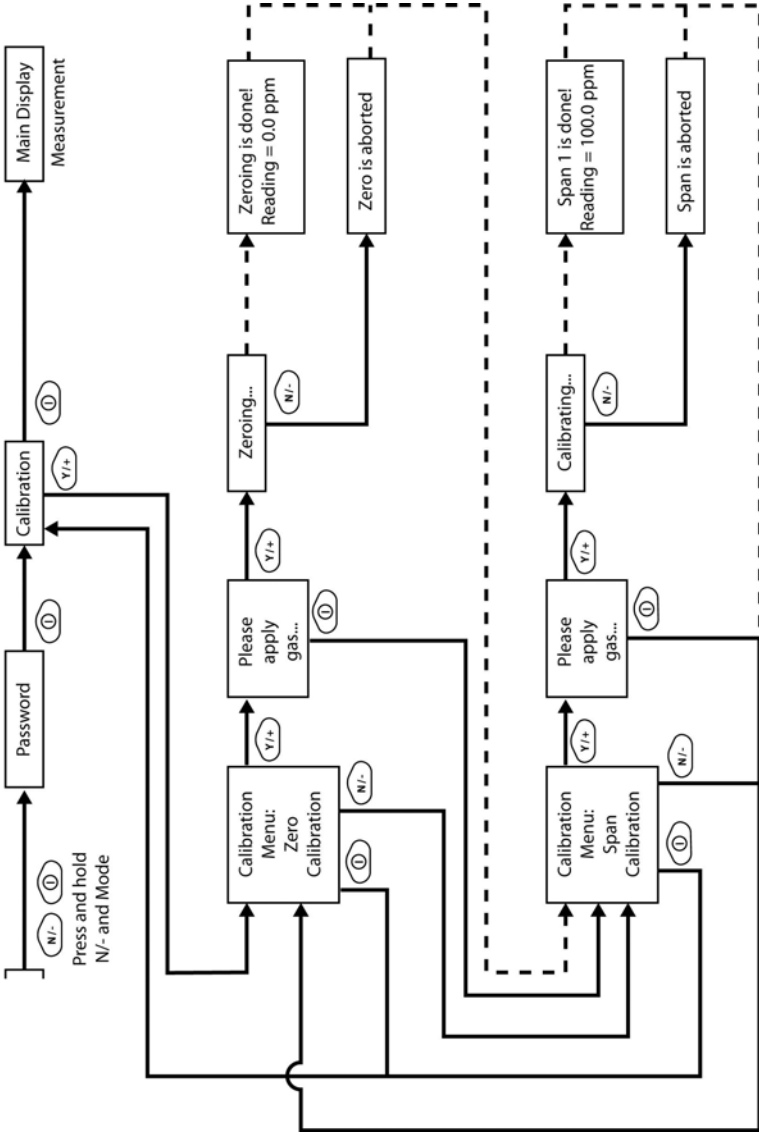 N/-
Press and hold
N/- and Mode
Password
Calibration
Y/+
Main Display
Measurement
Calibration
Menu:
Zero
Calibration
N/-
Y/+
Please
apply
gas...
Y/+
Zeroing...
N/-
Zeroing is done!
Reading = 0.0 ppm
Zero is aborted
Calibration
Menu:
Span
Calibration
N/-
Y/+
Please
apply
gas...
Y/+
Calibrating...
N/-
Span 1 is done!
Reading = 100.0 ppm
Span is aborted